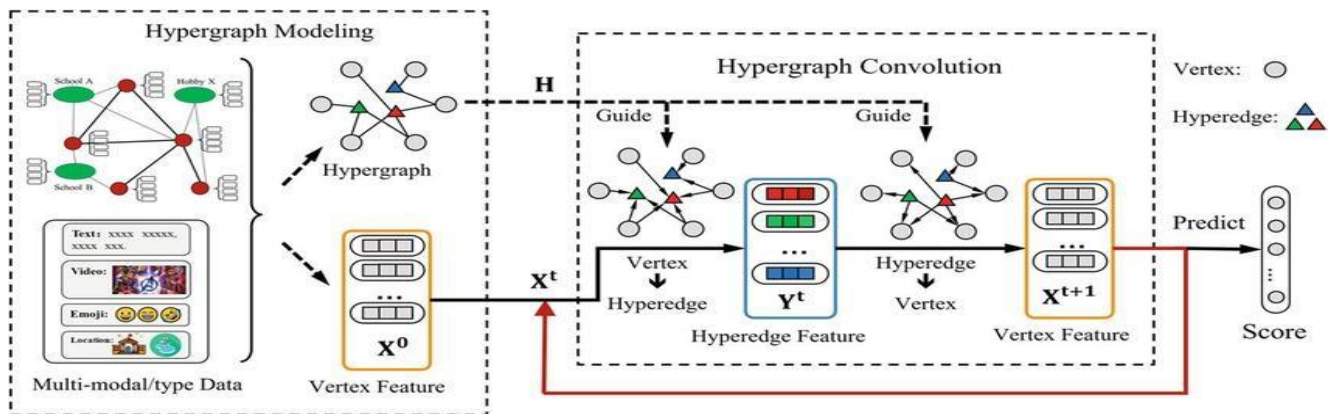 Hypergraph Modeling
School A
Hobby X
School B
Hypergraph
Text: xxxx xxxxx,
xxxx xxx.
Video:
Emoji:
Location:
Multi-modal/type Data
...
X⁰
Vertex Feature
H
Xᵗ
Hypergraph Convolution
Guide
Guide
Vertex
Hyperedge
...
Yᵗ
Hyperedge Feature
Hyperedge
Vertex
...
Xᵗ⁺¹
Vertex Feature
Vertex:
Hyperedge:
Predict
...
Score